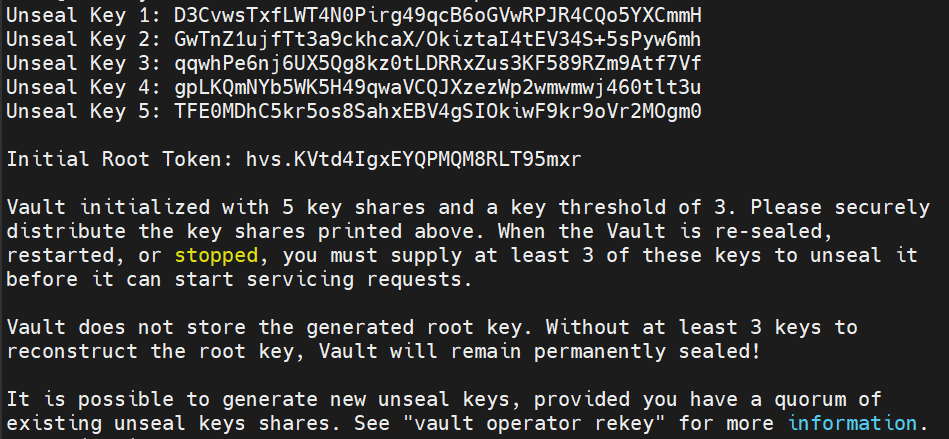 Unseal Key 1: D3CvwsTxfLWT4N0Pirg49qcB6oGVwRPJR4CQo5YXCmmH
Unseal Key 2: GwTnZ1ujfTt3a9ckhcaX/OkiztaI4tEV34S+5sPyw6mh
Unseal Key 3: qqwhPe6nj6UX5Qg8kz0tLDRRxZus3KF589RZm9Atf7Vf
Unseal Key 4: gpLKQmNYb5WK5H49qwaVCQJXzezWp2wmwmwj460tlt3u
Unseal Key 5: TFE0MDhC5kr5os8SahxEBV4gSIOkiwF9kr9oVr2MOgm0
Initial Root Token: hvs.KVtd4IgxEYQPMQM8RLT95mxr
Vault initialized with 5 key shares and a key threshold of 3. Please securely
distribute the key shares printed above. When the Vault is re-sealed,
restarted, or stopped, you must supply at least 3 of these keys to unseal it
before it can start servicing requests.
Vault does not store the generated root key. Without at least 3 keys to
reconstruct the root key, Vault will remain permanently sealed!
It is possible to generate new unseal keys, provided you have a quorum of
existing unseal keys shares. See "vault operator rekey" for more information.